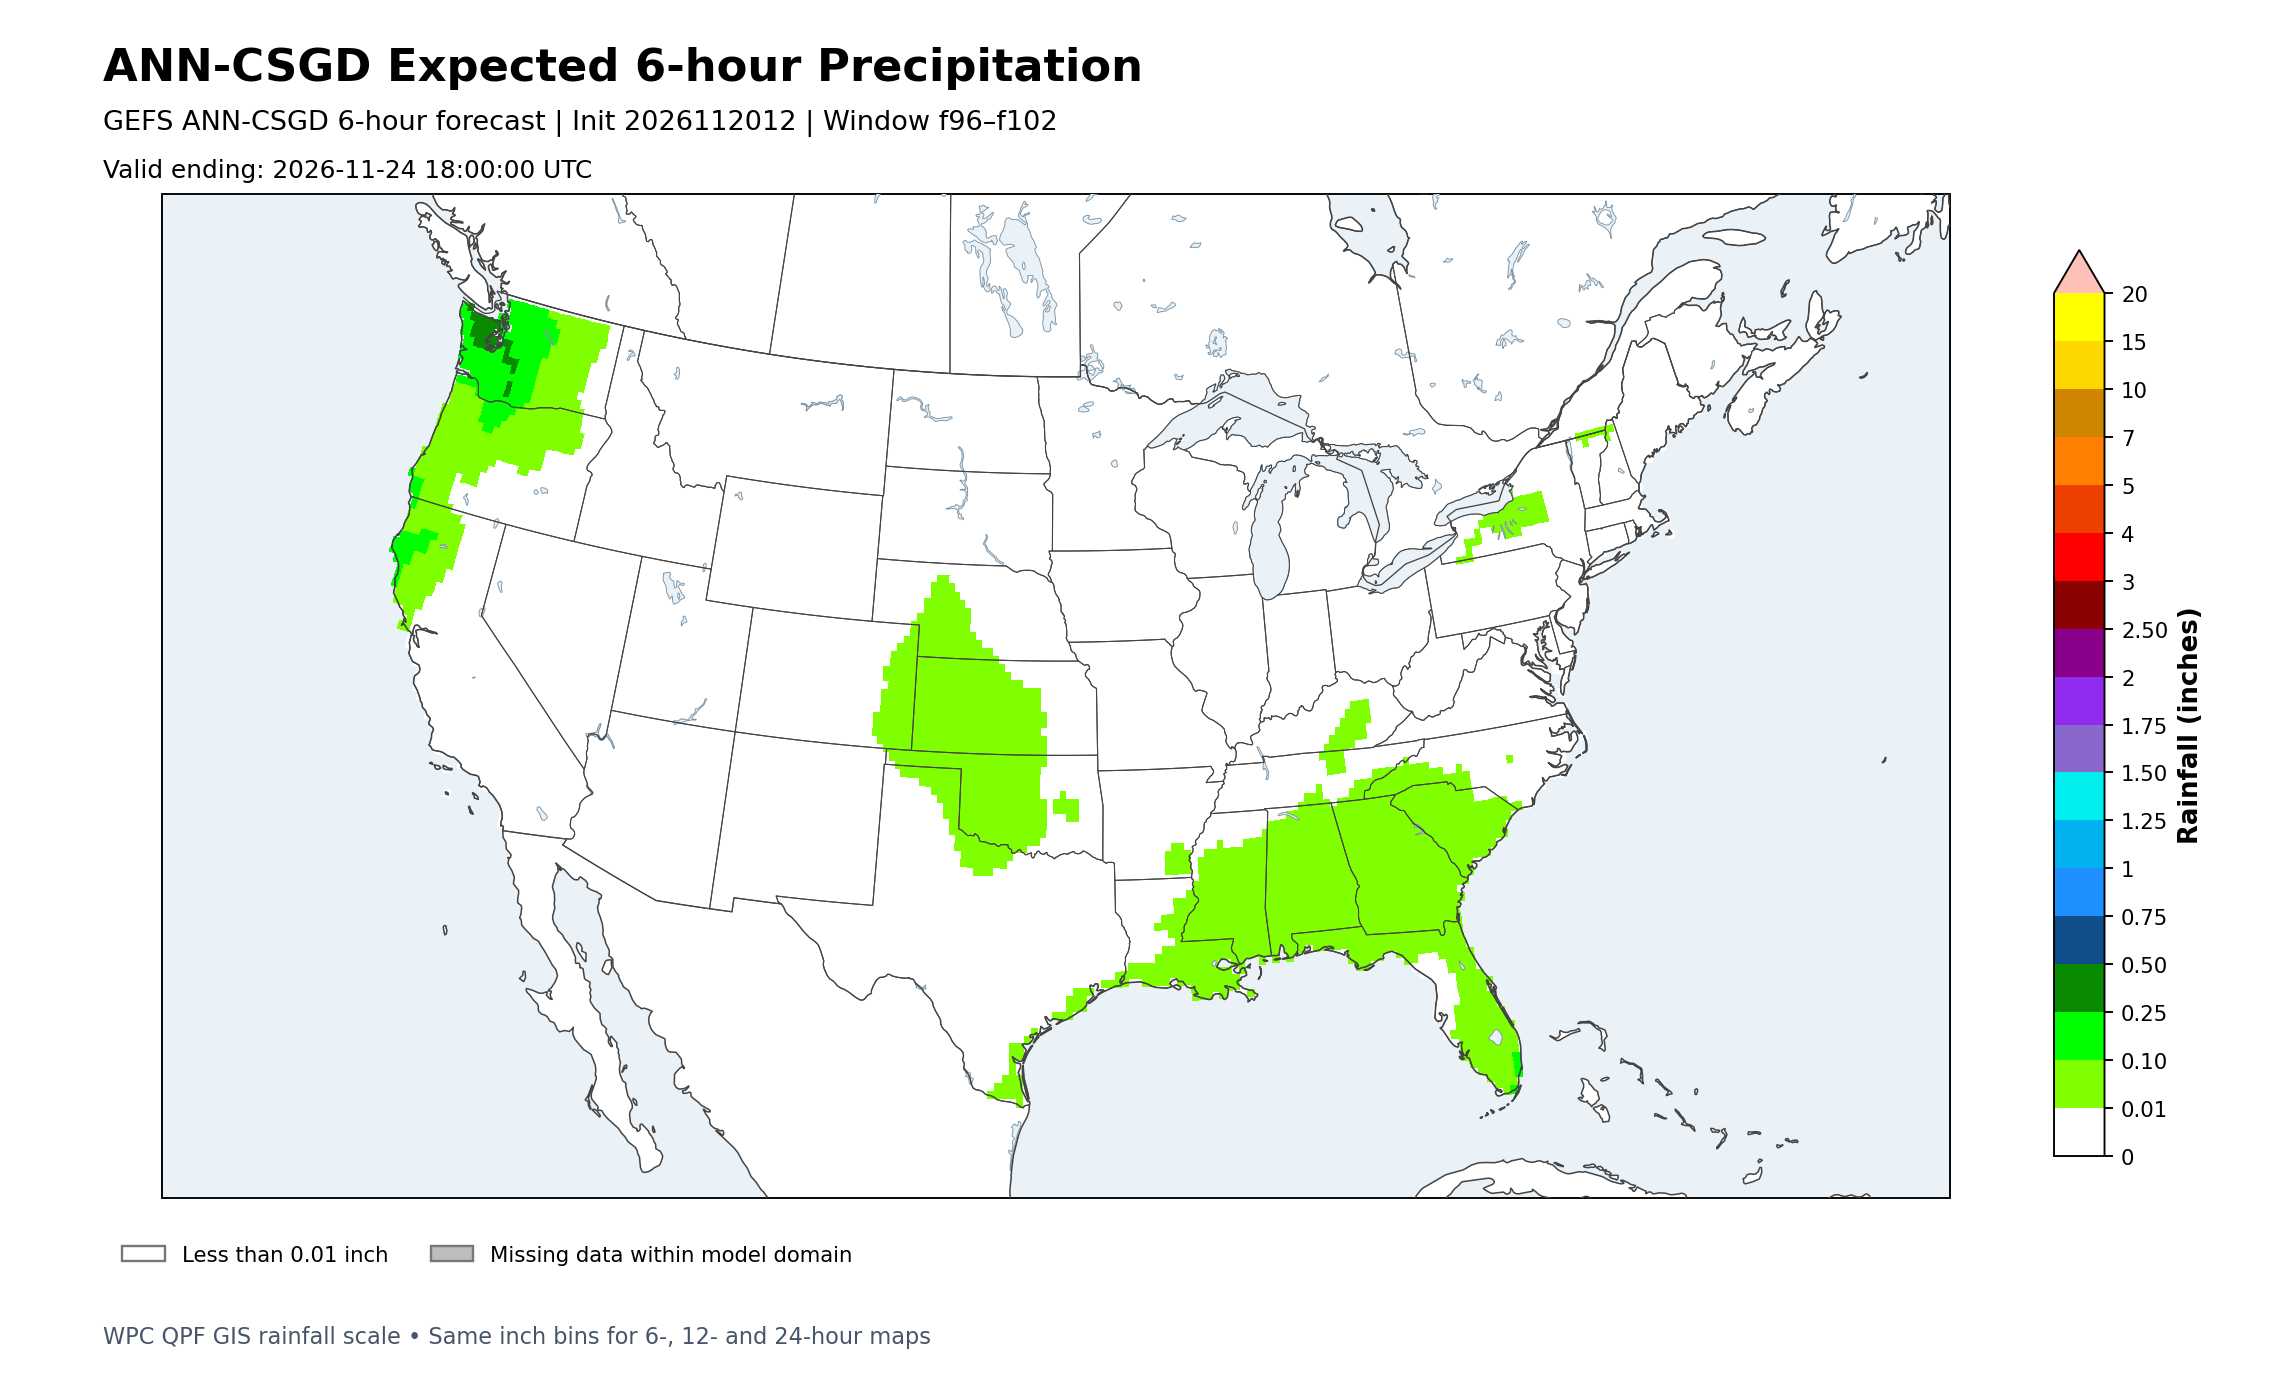 ANN-CSGD Expected 6-hour Precipitation
GEFS ANN-CSGD 6-hour forecast | Init 2026112012 | Window f96–f102
Valid ending: 2026-11-24 18:00:00 UTC
20
15
10
7
5
4
3
2.50
2
1.75
1.50
1.25
1
0.75
0.50
0.25
0.10
0.01
0
Rainfall (inches)
Less than 0.01 inch
Missing data within model domain
WPC QPF GIS rainfall scale • Same inch bins for 6-, 12- and 24-hour maps